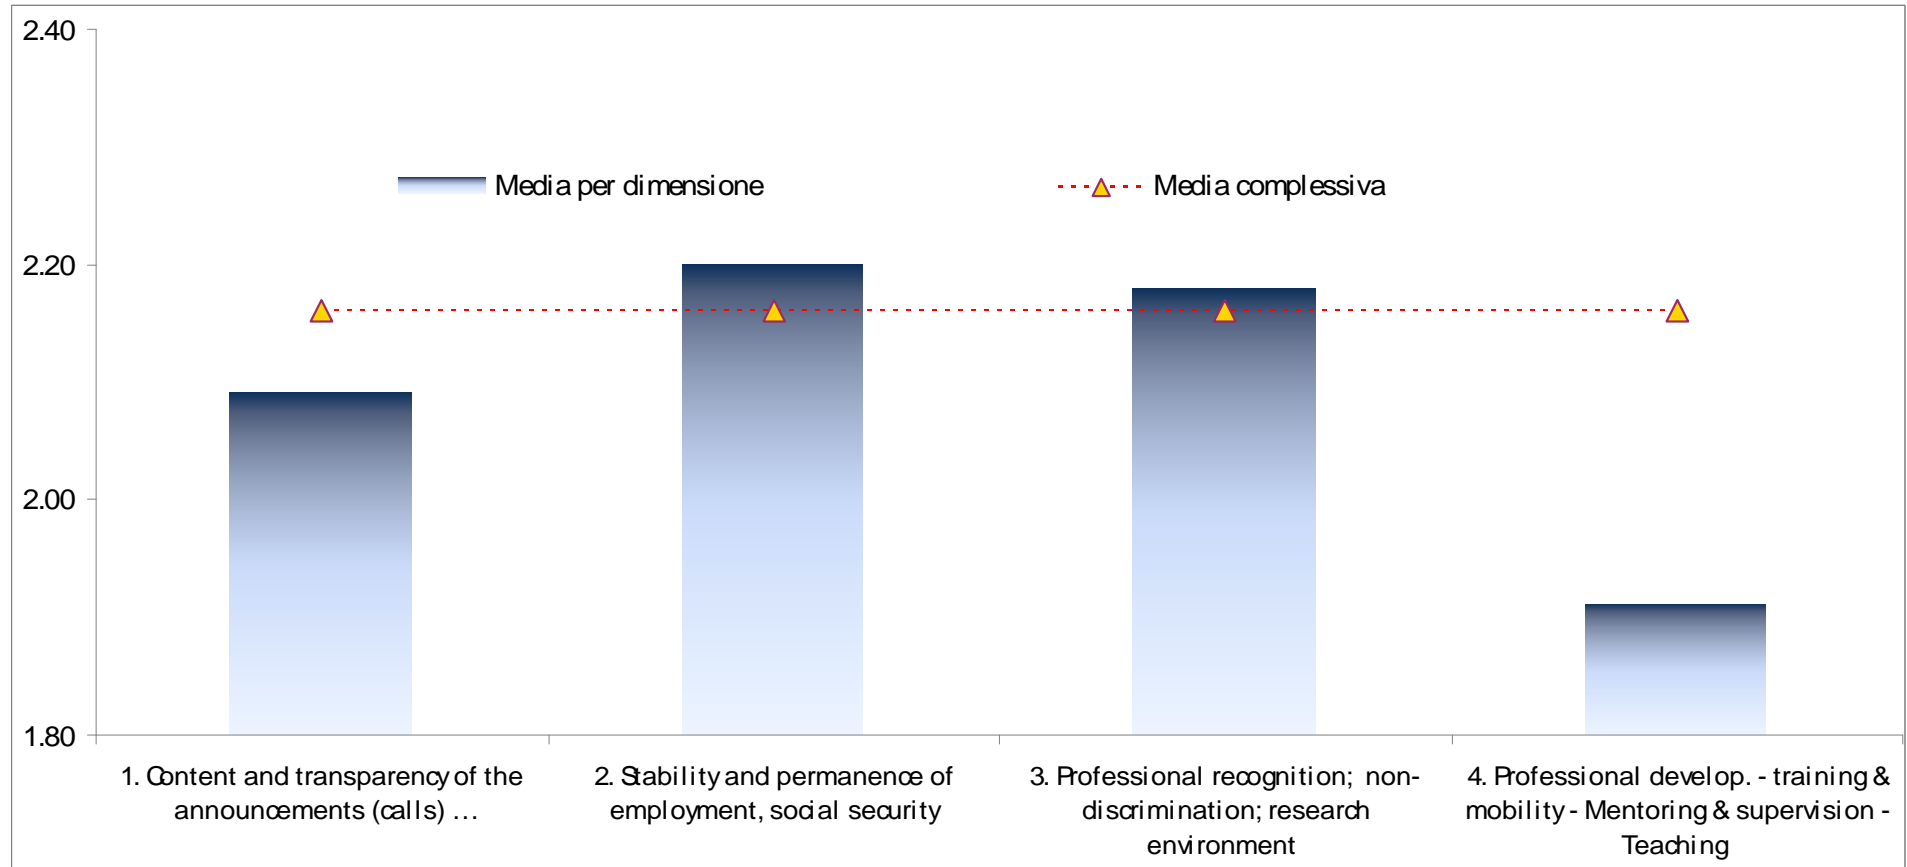 2.40
Media per dimensione
Media complessiva
2.20
2.00
1.80
1. Content and transparency of the
announcements (calls) …
2. Stability and permanence of
employment, social security
3. Professional recognition; non-
discrimination; research
environment
4. Professional develop. - training &
mobility - Mentoring & supervision -
Teaching